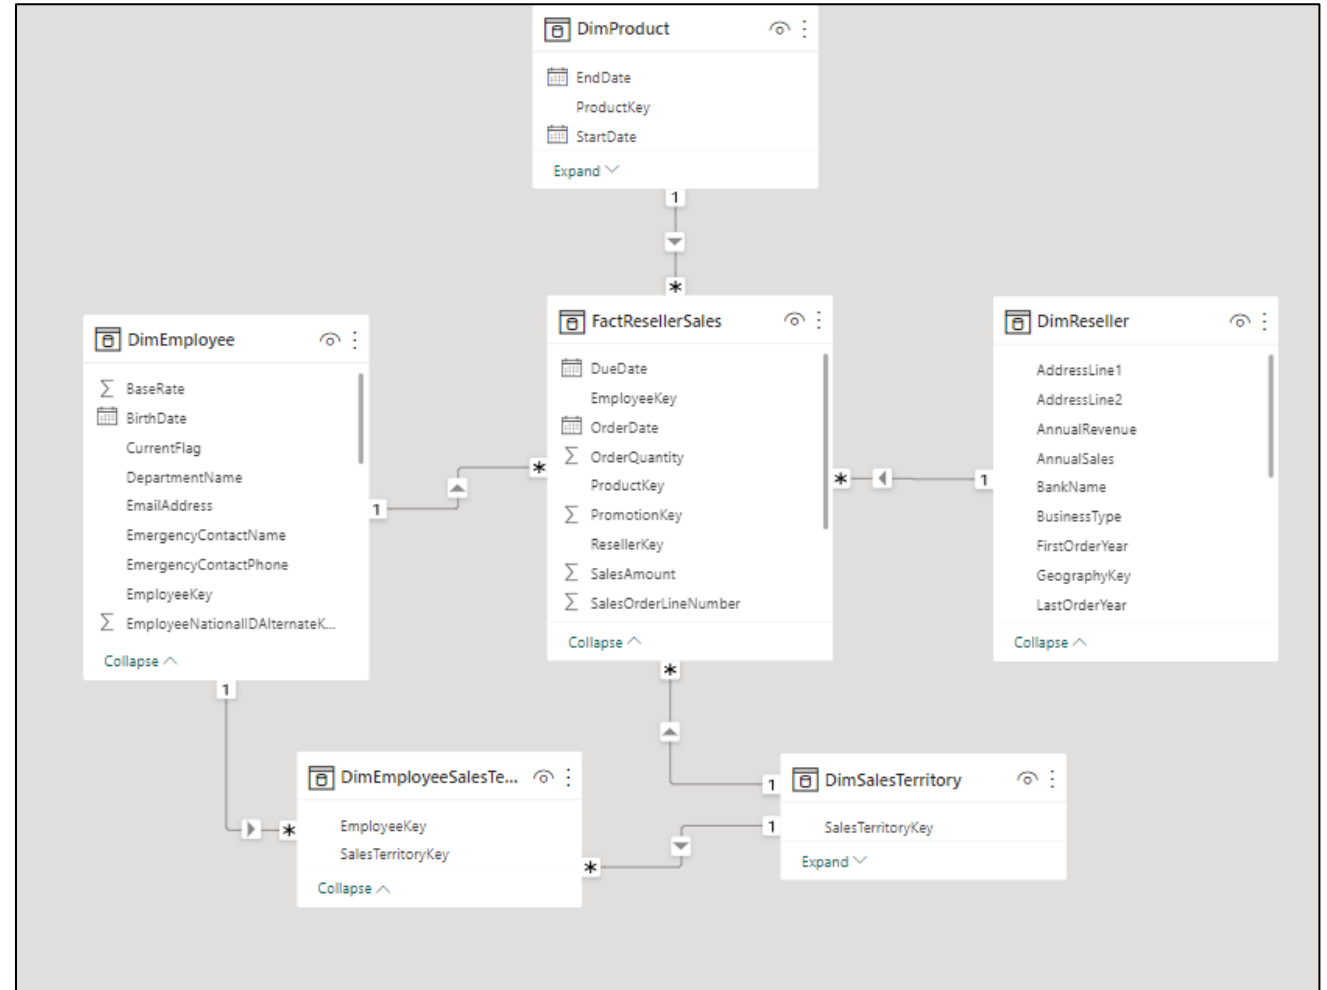 DimProduct
EndDate
ProductKey
StartDate
Expand
1
*
DimEmployee
BaseRate
BirthDate
CurrentFlag
DepartmentName
EmailAddress
EmergencyContactName
EmergencyContactPhone
EmployeeKey
EmployeeNationalIDAlternateK...
Collapse
1
*
1
FactResellerSales
DueDate
EmployeeKey
OrderDate
OrderQuantity
ProductKey
PromotionKey
ResellerKey
SalesAmount
SalesOrderLineNumber
Collapse
*
1
*
DimReseller
AddressLine1
AddressLine2
AnnualRevenue
AnnualSales
BankName
BusinessType
FirstOrderYear
GeographyKey
LastOrderYear
Collapse
DimEmployeeSalesTe...
EmployeeKey
SalesTerritoryKey
Collapse
*
*
1
1
DimSalesTerritory
SalesTerritoryKey
Expand